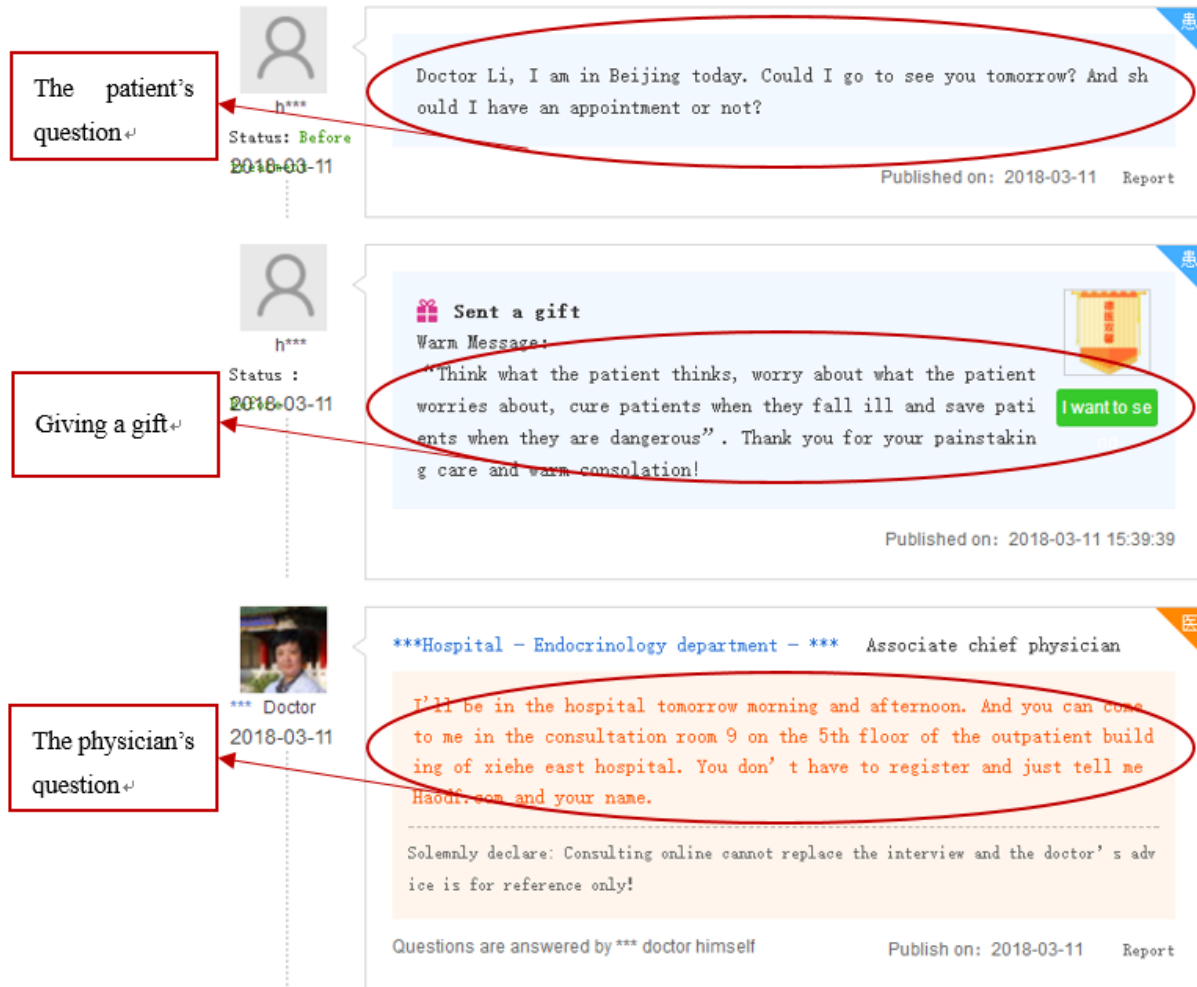 患
The patient's
question↵
Doctor Li, I am in Beijing today. Could I go to see you tomorrow? And sh
ould I have an appointment or not?
h***
Status: Before
treatment
2018-03-11
Published on: 2018-03-11 Report
患
Sent a gift
Warm Message:
h***
Status :
Before
2018-03-11
Giving a gift↵
“Think what the patient thinks, worry about what the patient
worries about, cure patients when they fall ill and save pati
ents when they are dangerous”. Thank you for your painstakin
g care and warm consolation!
I want to se
Published on: 2018-03-11 15:39:39
医
***Hospital - Endocrinology department - *** Associate chief physician
*** Doctor
2018-03-11
The physician's
question↵
I'll be in the hospital tomorrow morning and afternoon. And you can come
to me in the consultation room 9 on the 5th floor of the outpatient build
ing of xiehe east hospital. You don't have to register and just tell me
Haodf.com and your name.
Solemnly declare: Consulting online cannot replace the interview and the doctor's adv
ice is for reference only!
Questions are answered by *** doctor himself
Publish on: 2018-03-11 Report